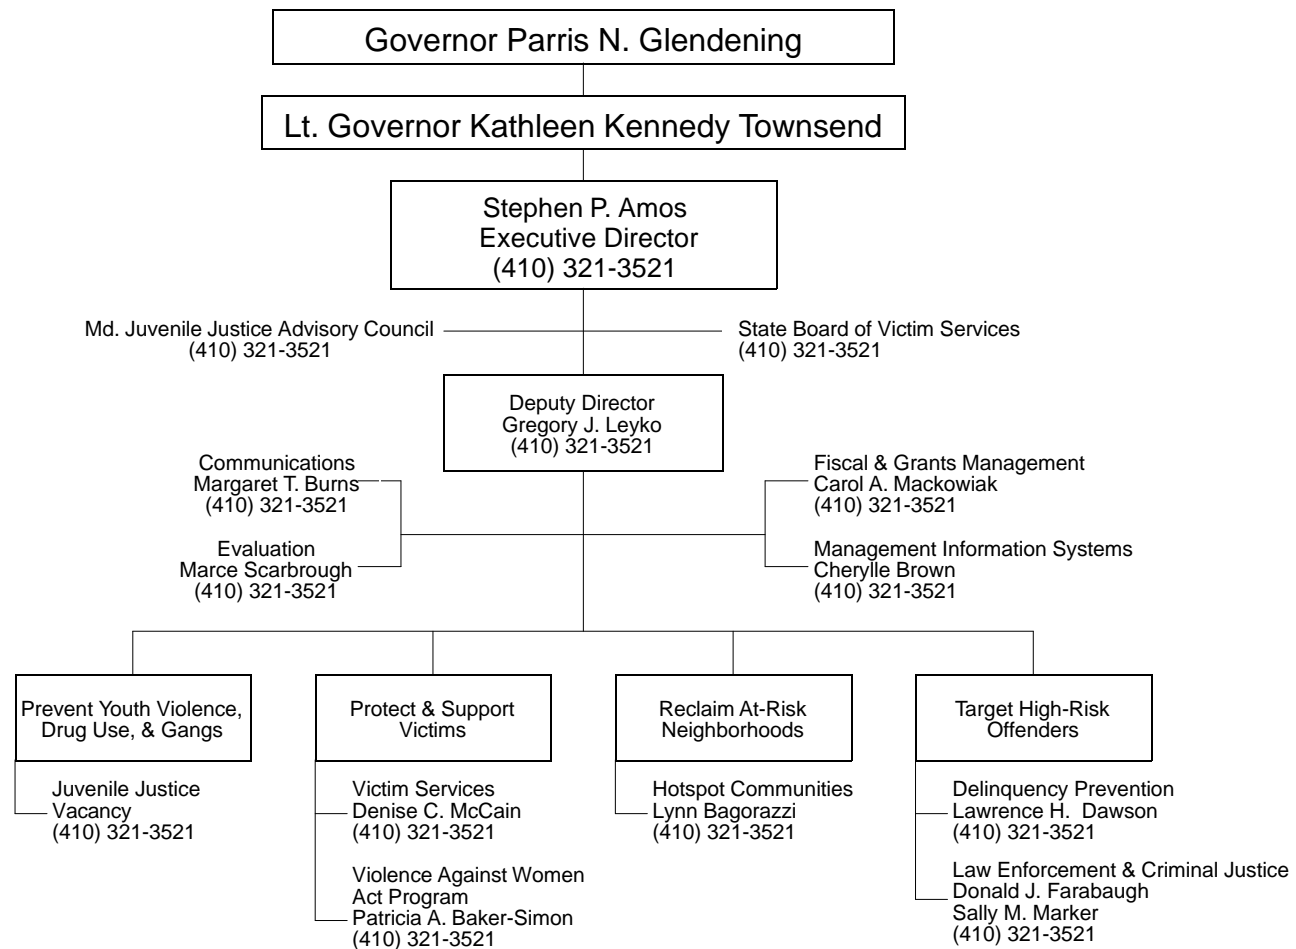 Governor Parris N. Glendening
Lt. Governor Kathleen Kennedy Townsend
Stephen P. Amos
Executive Director
(410) 321-3521
Md. Juvenile Justice Advisory Council
(410) 321-3521
State Board of Victim Services
(410) 321-3521
Deputy Director
Gregory J. Leyko
(410) 321-3521
Communications
Margaret T. Burns
(410) 321-3521
Fiscal & Grants Management
Carol A. Mackowiak
(410) 321-3521
Evaluation
Marce Scarbrough
(410) 321-3521
Management Information Systems
Cherylle Brown
(410) 321-3521
Prevent Youth Violence,
Drug Use, & Gangs
Juvenile Justice
Vacancy
(410) 321-3521
Protect & Support
Victims
Victim Services
Denise C. McCain
(410) 321-3521
Violence Against Women
Act Program
Patricia A. Baker-Simon
(410) 321-3521
Reclaim At-Risk
Neighborhoods
Hotspot Communities
Lynn Bagorazzi
(410) 321-3521
Target High-Risk
Offenders
Delinquency Prevention
Lawrence H. Dawson
(410) 321-3521
Law Enforcement & Criminal Justice
Donald J. Farabaugh
Sally M. Marker
(410) 321-3521